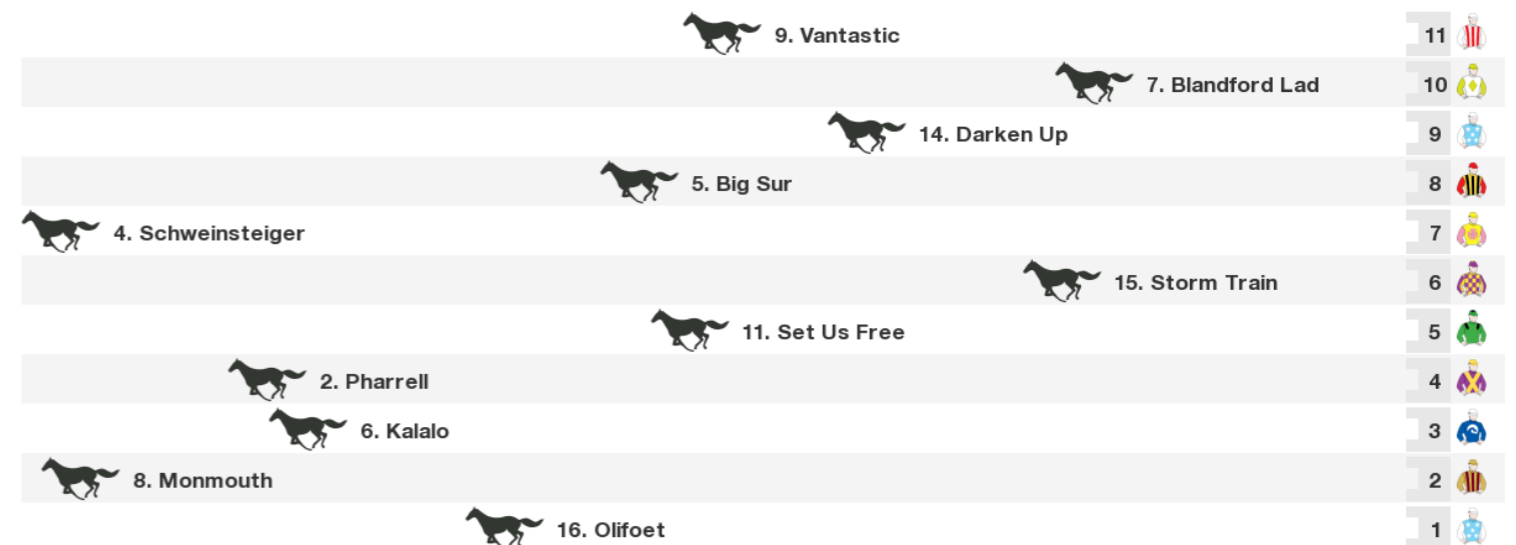 9. Vantastic 11
7. Blandford Lad 10
14. Darken Up 9
5. Big Sur 8
4. Schweinsteiger 7
15. Storm Train 6
11. Set Us Free 5
2. Pharrell 4
6. Kalalo 3
8. Monmouth 2
16. Olifoet 1